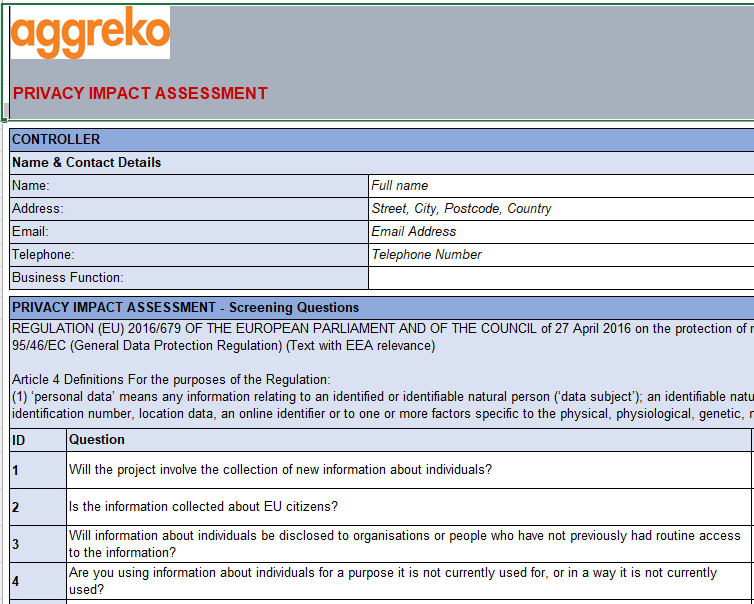 aggreko
PRIVACY IMPACT ASSESSMENT
CONTROLLER
Name & Contact Details
Name: Full name
Address: Street, City, Postcode, Country
Email: Email Address
Telephone: Telephone Number
Business Function:
PRIVACY IMPACT ASSESSMENT - Screening Questions
REGULATION (EU) 2016/679 OF THE EUROPEAN PARLIAMENT AND OF THE COUNCIL of 27 April 2016 on the protection of
95/46/EC (General Data Protection Regulation) (Text with EEA relevance)
Article 4 Definitions For the purposes of the Regulation:
(1) ‘personal data’ means any information relating to an identified or identifiable natural person (‘data subject’); an identifiable
identification number, location data, an online identifier or to one or more factors specific to the physical, physiological, genetic,
ID Question
1 Will the project involve the collection of new information about individuals?
2 Is the information collected about EU citizens?
3 Will information about individuals be disclosed to organisations or people who have not previously had routine access
to the information?
4 Are you using information about individuals for a purpose it is not currently used for, or in a way it is not currently
used?